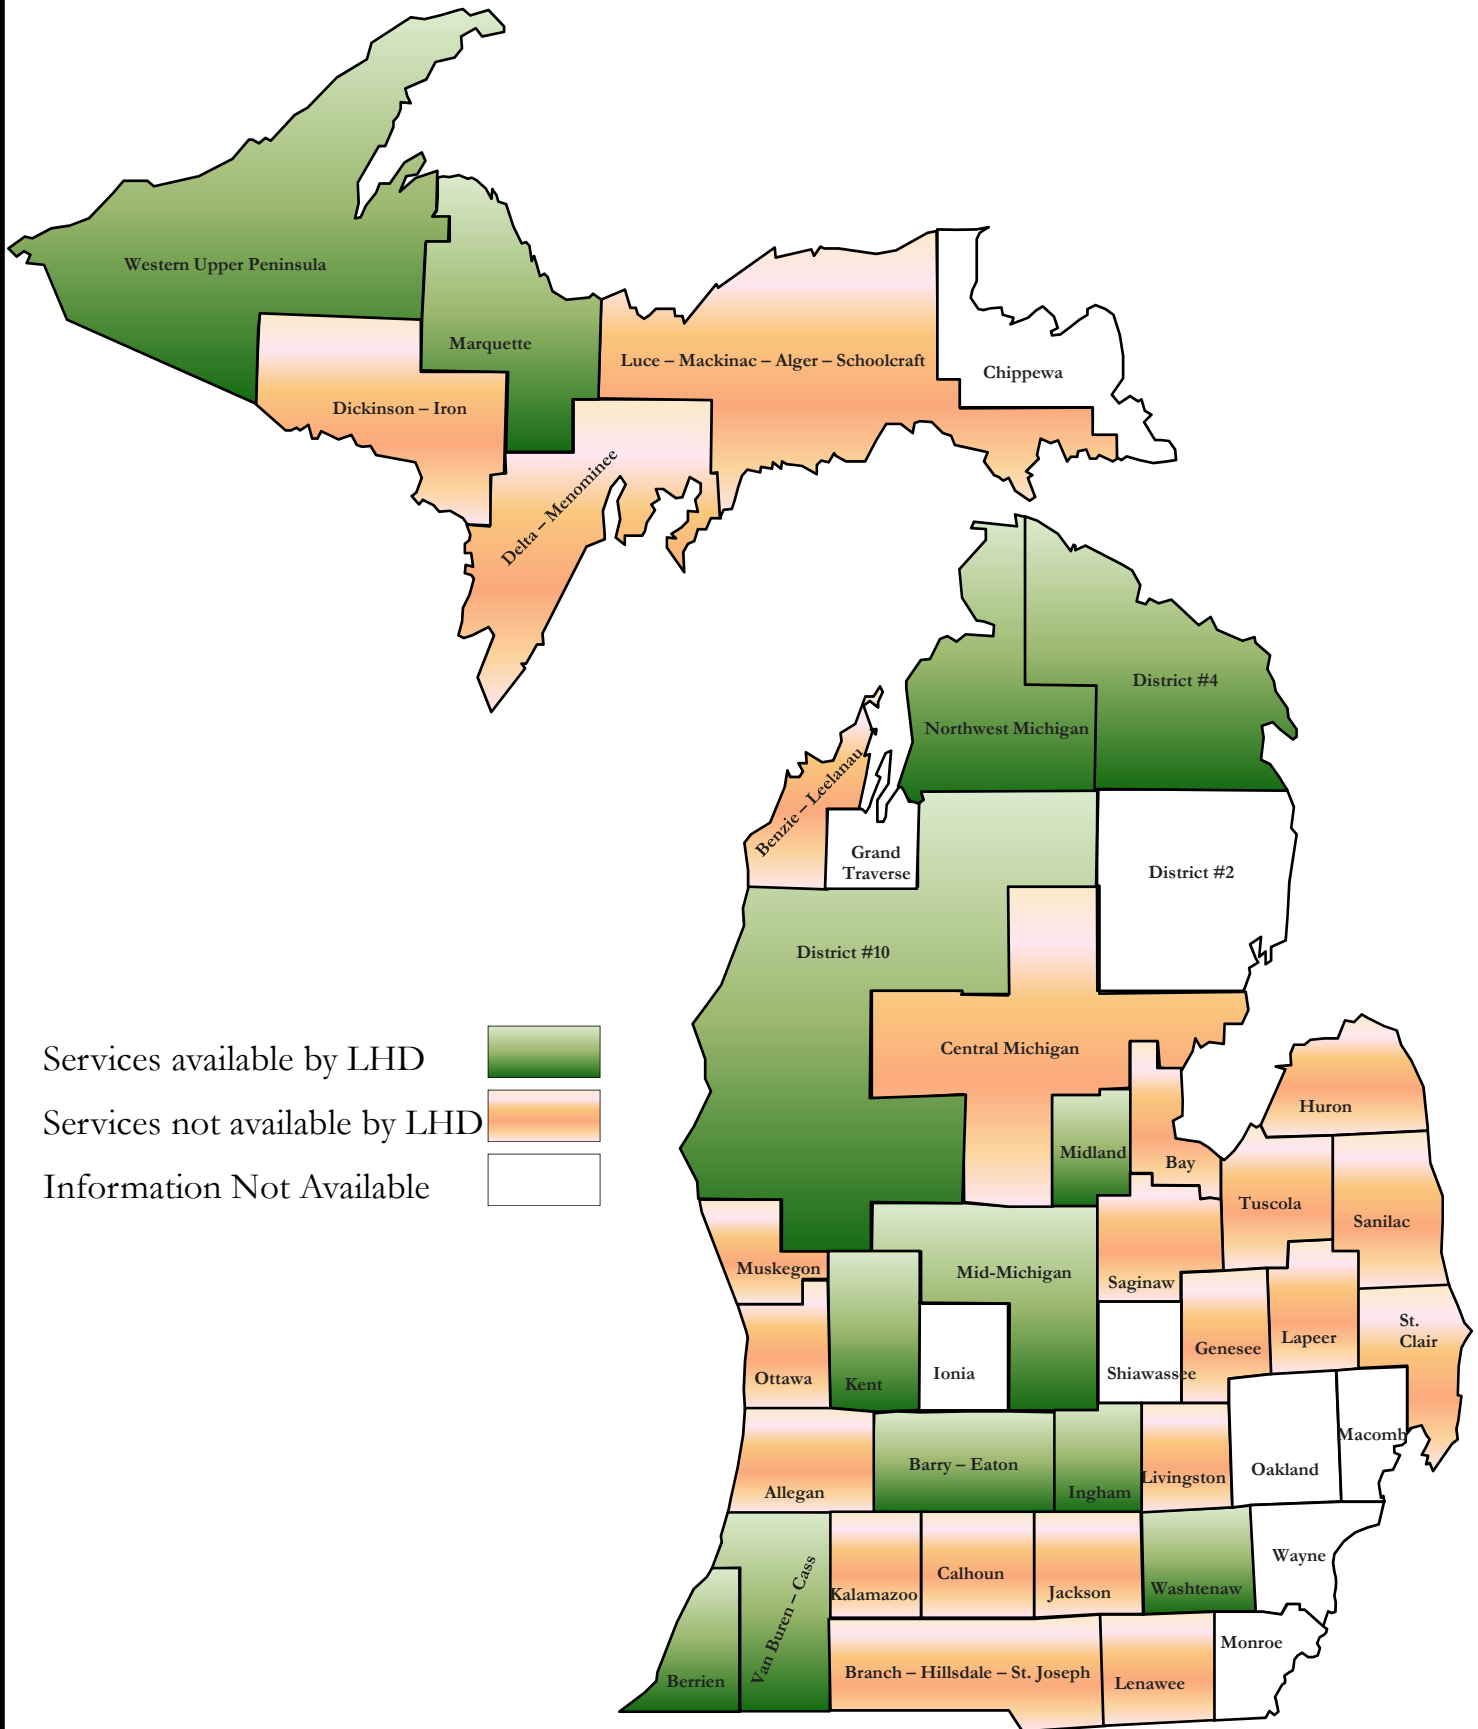 Western Upper Peninsula
Marquette
Luce – Mackinac – Alger – Schoolcraft
Chippewa
Dickinson – Iron
Delta – Menominee
District #4
Northwest Michigan
Benzie – Leelanau
Grand
Traverse
District #2
District #10
Central Michigan
Services available by LHD
Services not available by LHD
Information Not Available
Huron
Midland
Bay
Tuscola
Sanilac
Muskegon
Mid-Michigan
Saginaw
St.
Clair
Lapeer
Genesee
Ottawa
Kent
Ionia
Shiawassee
Macomb
Barry – Eaton
Oakland
Livingston
Allegan
Ingham
Wayne
Van Buren – Cass
Kalamazoo
Calhoun
Jackson
Washtenaw
Monroe
Berrien
Branch – Hillsdale – St. Joseph
Lenawee